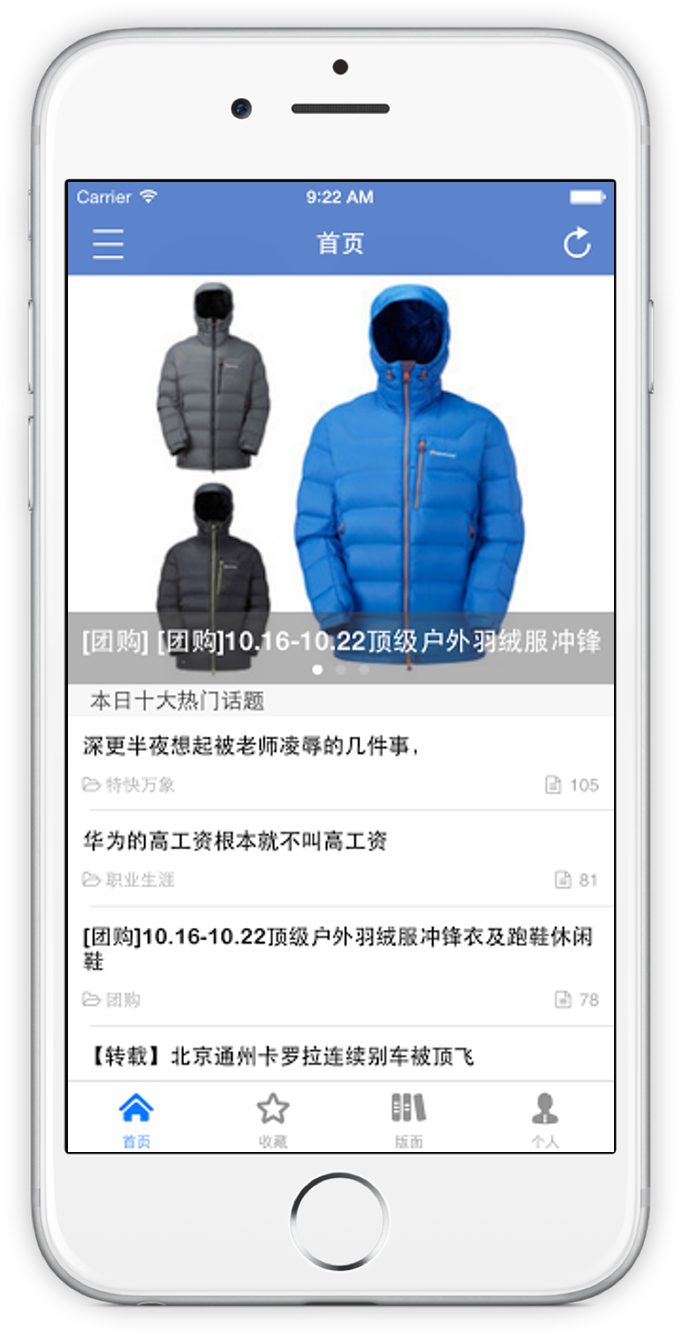 Carrier 9:22 AM
首页
[团购] [团购]10.16-10.22顶级户外羽绒服冲锋
本日十大热门话题
深更半夜想起被老师凌辱的几件事，
特快万象 105
华为的高工资根本就不叫高工资
职业生涯 81
[团购]10.16-10.22顶级户外羽绒服冲锋衣及跑鞋休闲
鞋
团购 78
【转载】北京通州卡罗拉连续别车被顶飞
首页 收藏 版面 个人